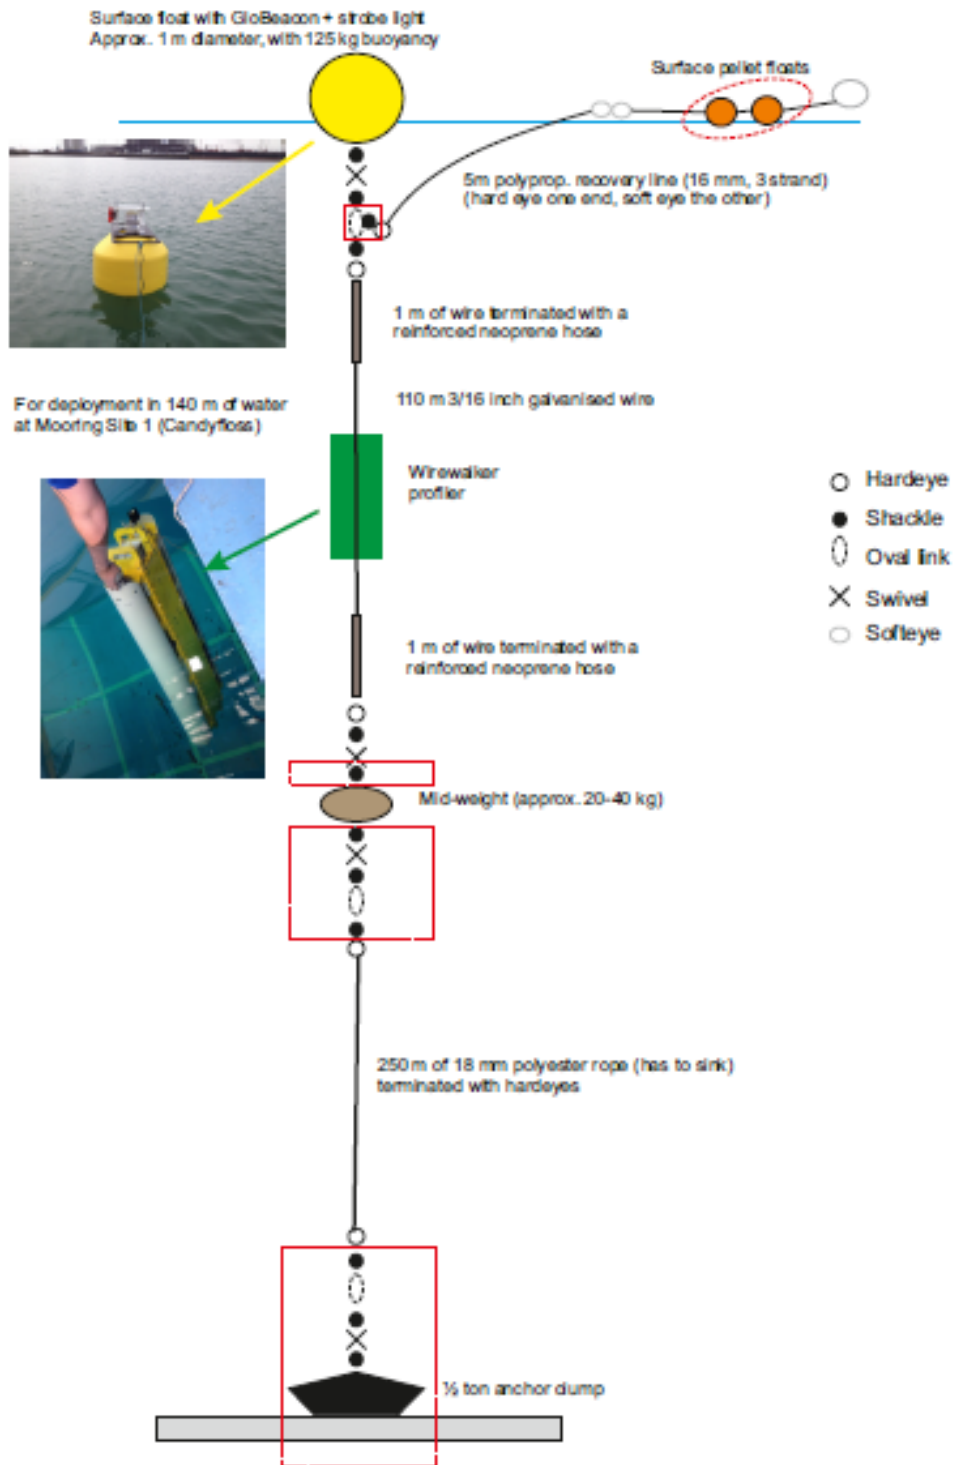 Surface float with GloBeacon + strobe light
Approx. 1 m diameter, with 125 kg buoyancy
Surface pellet floats
5m polyprop. recovery line (16 mm, 3 strand)
(hard eye one end, soft eye the other)
1 m of wire terminated with a
reinforced neoprene hose
For deployment in 140 m of water
at Mooring Site 1 (Candyfloss)
110 m 3/16 inch galvanised wire
Wirewalker
profiler
Hardeye
Shackle
Oval link
Swivel
Softeye
1 m of wire terminated with a
reinforced neoprene hose
Mid-weight (approx. 20-40 kg)
250 m of 18 mm polyester rope (has to sink)
terminated with hardeyes
½ ton anchor clump